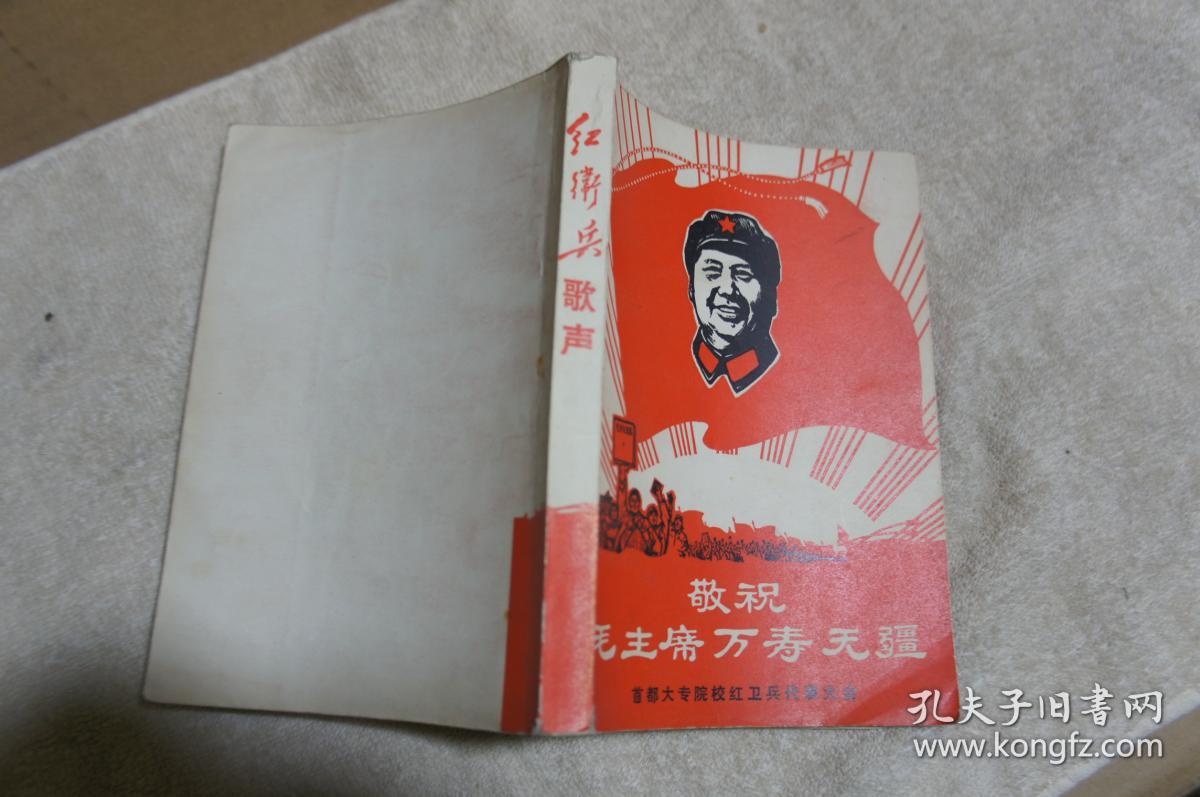 红衛兵歌声
敬祝
毛主席万寿无疆
首都大专院校红卫兵代表大会
孔夫子旧书网
www.kongfz.com